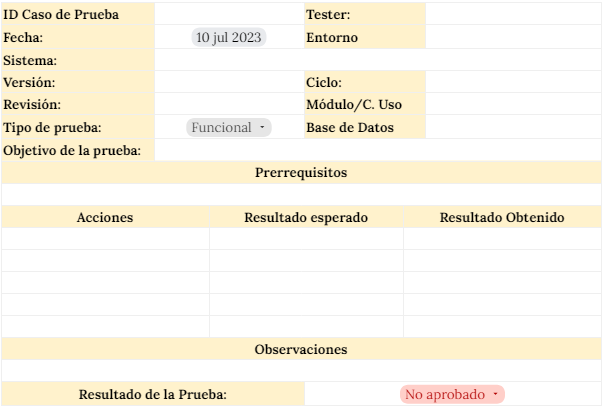 ID Caso de Prueba Tester:
Fecha: 10 jul 2023 Entorno
Sistema:
Versión: Ciclo:
Revisión: Módulo/C. Uso
Tipo de prueba: Funcional Base de Datos
Objetivo de la prueba:
Prerrequisitos
Acciones Resultado esperado Resultado Obtenido
Observaciones
Resultado de la Prueba: No aprobado